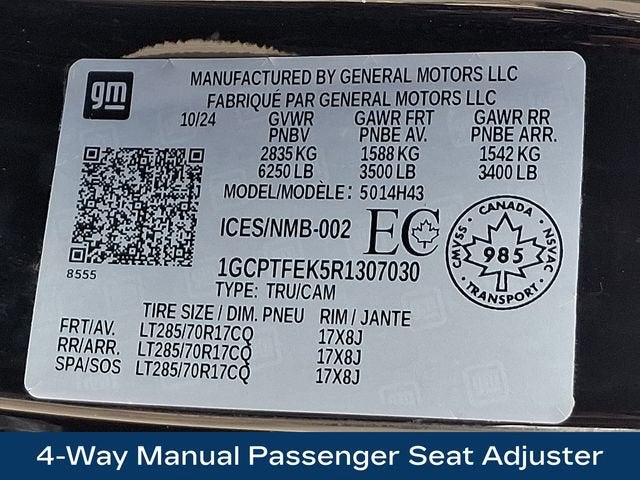 gm
MANUFACTURED BY GENERAL MOTORS LLC
FABRIQUÉ PAR GENERAL MOTORS LLC
10/24 GVWR GAWR FRT GAWR RR
PNBV PNBE AV. PNBE ARR.
2835 KG 1588 KG 1542 KG
6250 LB 3500 LB 3400 LB
MODEL/MODÈLE: 5014H43
ICES/NMB-002 EC
CANADA
CMVSS 985 NSVAC
TRANSPORT
8555
1GCPTFEK5R1307030
TYPE: TRU/CAM
TIRE SIZE / DIM. PNEU RIM / JANTE
FRT/AV. LT285/70R17CQ 17X8J
RR/ARR. LT285/70R17CQ 17X8J
SPA/SOS LT285/70R17CQ 17X8J
4-Way Manual Passenger Seat Adjuster